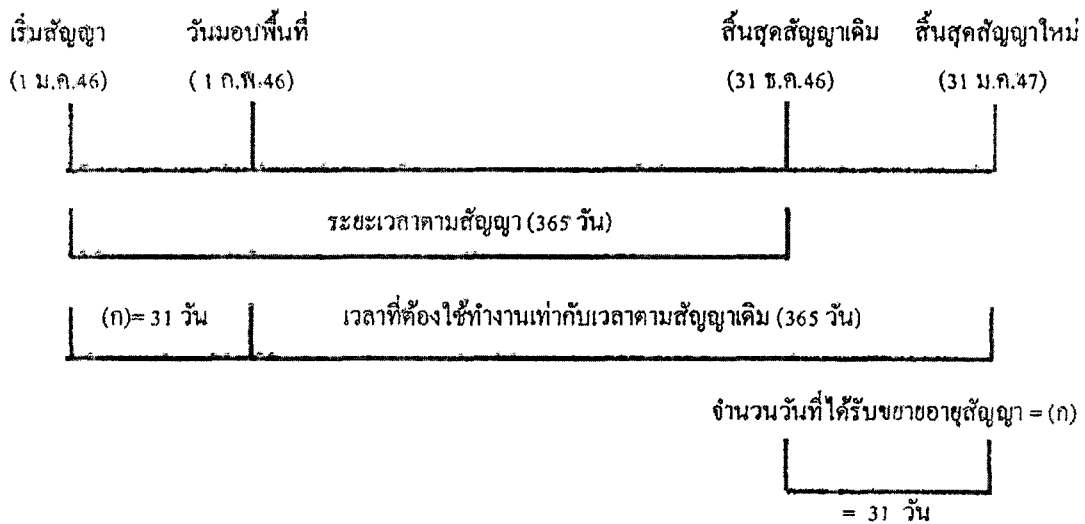 เริ่มสัญญา วันมอบพื้นที่ สิ้นสุดสัญญาเดิม สิ้นสุดสัญญาใหม่
(1 ม.ค.46) (1 ก.พ.46) (31 ธ.ค.46) (31 ม.ค.47)
ระยะเวลาตามสัญญา (365 วัน)
(ก)= 31 วัน เวลาที่ต้องใช้ทำงานเท่ากับเวลาตามสัญญาเดิม (365 วัน)
จำนวนวันที่ได้รับขยายอายุสัญญา = (ก)
= 31 วัน